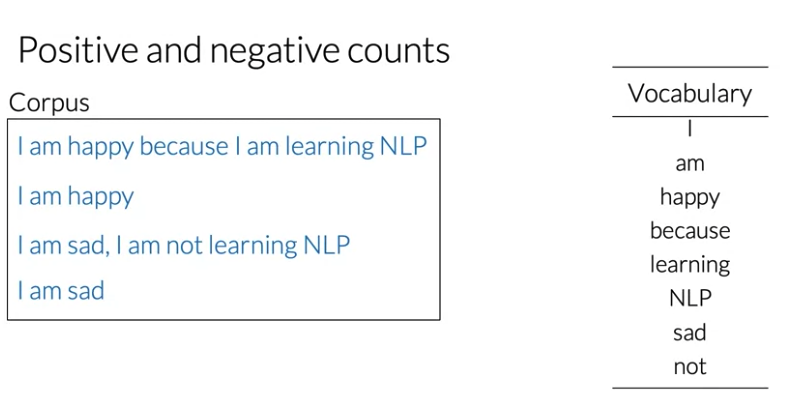 Positive and negative counts
Corpus
I am happy because I am learning NLP
I am happy
I am sad, I am not learning NLP
I am sad
Vocabulary
I
am
happy
because
learning
NLP
sad
not